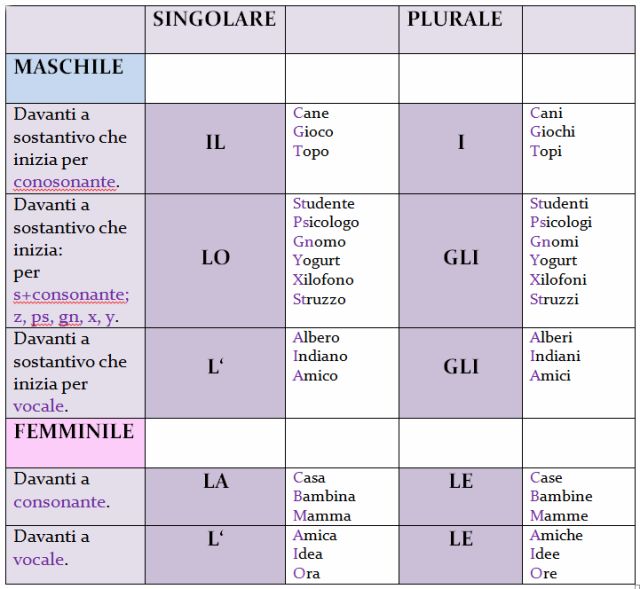 SINGOLARE PLURALE
MASCHILE
Davanti a
sostantivo che
inizia per
conosonante.
IL
Cane
Gioco
Topo
I
Cani
Giochi
Topi
Davanti a
sostantivo che
inizia:
per
s+consonante;
z, ps, gn, x, y.
LO
Studente
Psicologo
Gnomo
Yogurt
Xilofono
Struzzo
GLI
Studenti
Psicologi
Gnomi
Yogurt
Xilofoni
Struzzi
Davanti a
sostantivo che
inizia per
vocale.
L‘
Albero
Indiano
Amico
GLI
Alberi
Indiani
Amici
FEMMINILE
Davanti a
consonante.
LA
Casa
Bambina
Mamma
LE
Case
Bambine
Mamme
Davanti a
vocale.
L‘
Amica
Idea
Ora
LE
Amiche
Idee
Ore